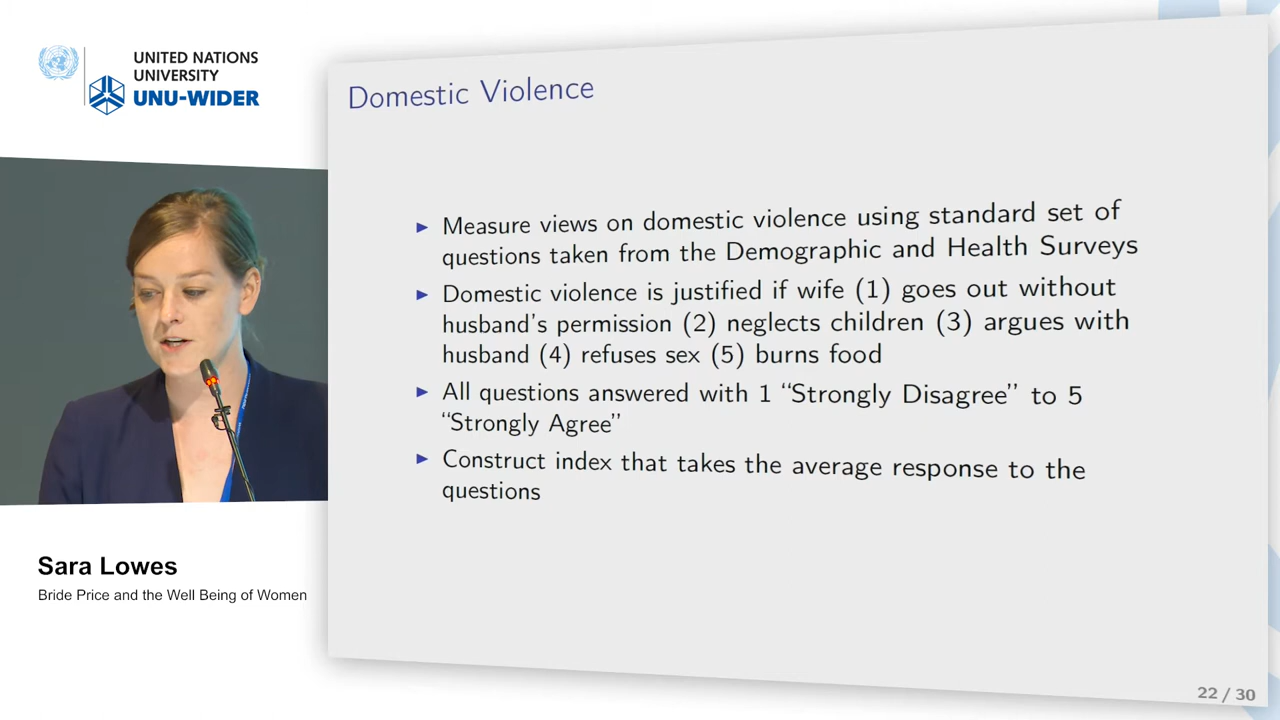 UNITED NATIONS
UNIVERSITY
UNU-WIDER
Domestic Violence
▶ Measure views on domestic violence using standard set of
questions taken from the Demographic and Health Surveys
▶ Domestic violence is justified if wife (1) goes out without
husband's permission (2) neglects children (3) argues with
husband (4) refuses sex (5) burns food
▶ All questions answered with 1 “Strongly Disagree” to 5
“Strongly Agree”
▶ Construct index that takes the average response to the
questions
Sara Lowes
Bride Price and the Well Being of Women
22 / 30